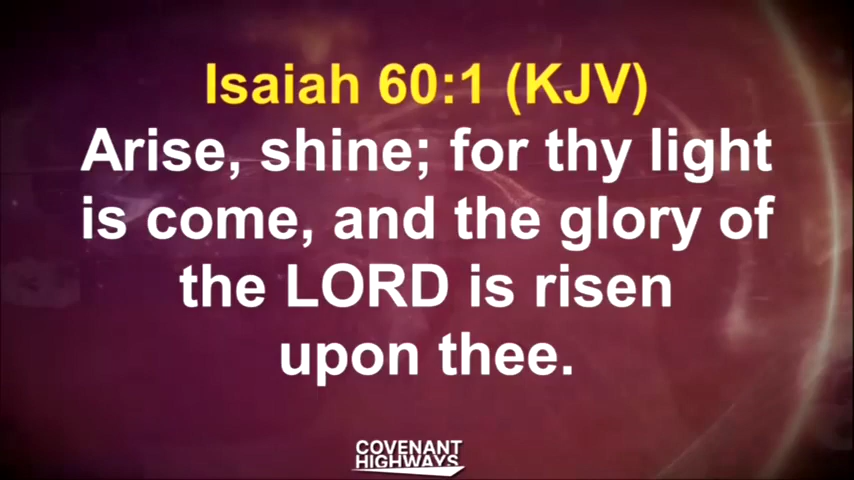 Isaiah 60:1 (KJV)
Arise, shine; for thy light
is come, and the glory of
the LORD is risen
upon thee.
COVENANT
HIGHWAYS